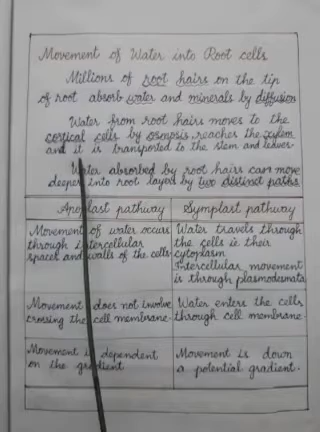 Movement of Water into Root cells
Millions of root hairs on the tip
of root absorb water and minerals by diffusion
Water from root hairs moves to the
cortical cells by osmosis reaches the xylem
and it is transported to the stem and leaves.
Water absorbed by root hairs can move
deeper into root layed by two distinct paths
Apoplast pathway
Symplast pathway
Movement of water occurs
through intercellular
spaces and walls of the cells
Water travels through
the cells ie their
cytoplasm
Intercellular movement
is through plasmodesmata
Movement does not involve
crossing the cell membrane.
Water enters the cells
through cell membrane.
Movement is dependent
on the gradient
Movement is down
a potential gradient.